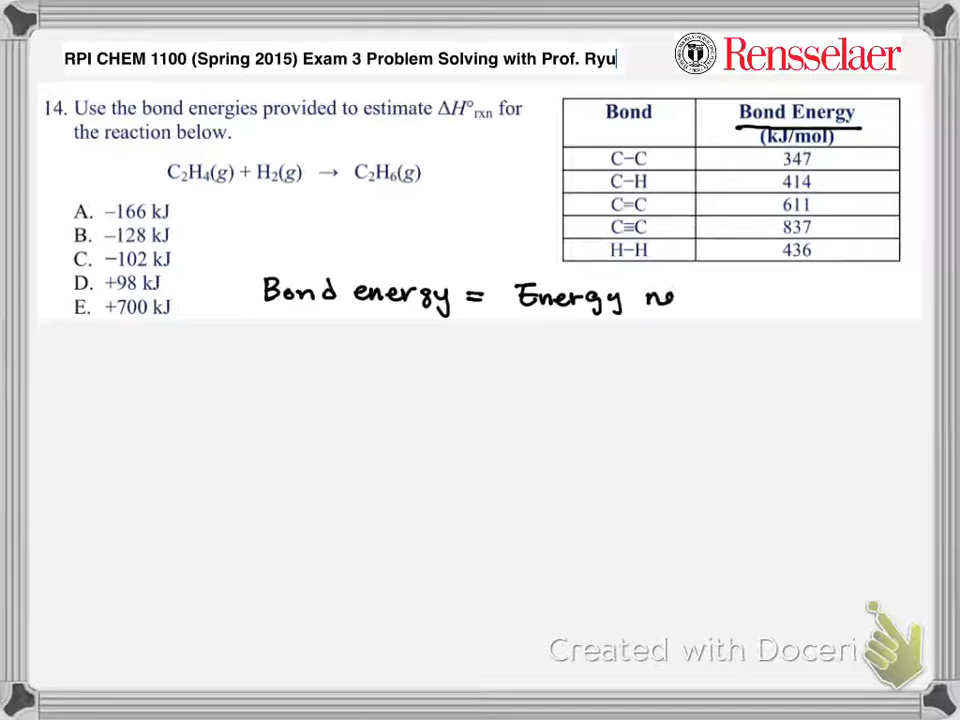 RPI CHEM 1100 (Spring 2015) Exam 3 Problem Solving with Prof. Ryu
Rensselaer
14. Use the bond energies provided to estimate ΔH°rxn for
the reaction below.
C₂H₄(g) + H₂(g) → C₂H₆(g)
A. –166 kJ
B. –128 kJ
C. –102 kJ
D. +98 kJ
E. +700 kJ
Bond Bond Energy
(kJ/mol)
C–C 347
C–H 414
C=C 611
C≡C 837
H–H 436
Bond energy = Energy ne
Created with Doceri